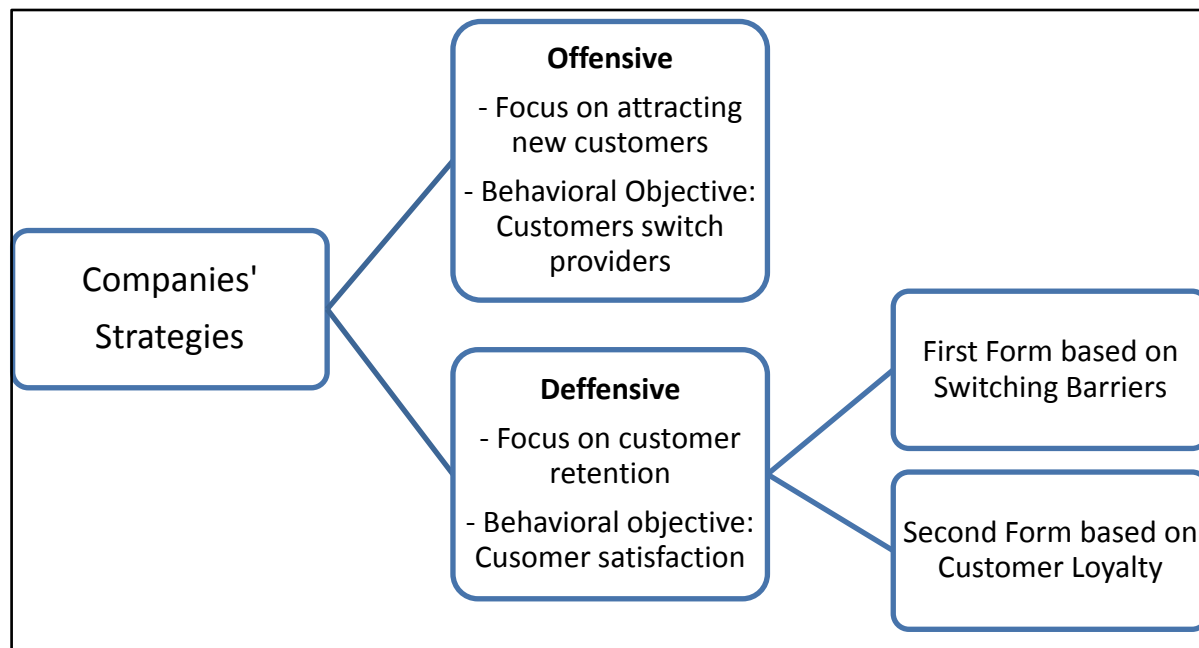 Companies'
Strategies
Offensive
- Focus on attracting
new customers
- Behavioral Objective:
Customers switch
providers
Deffensive
- Focus on customer
retention
- Behavioral objective:
Cusomer satisfaction
First Form based on
Switching Barriers
Second Form based on
Customer Loyalty